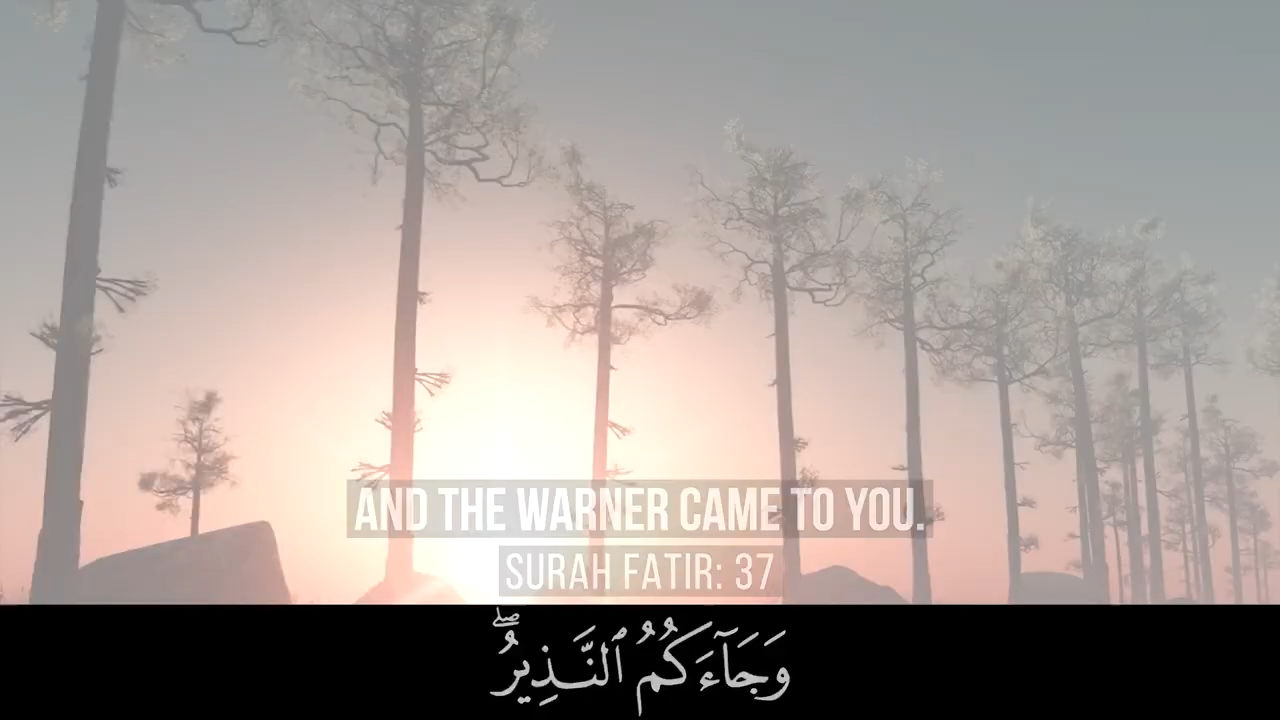 AND THE WARNER CAME TO YOU.
SURAH FATIR: 37
وَجَآءَكُمُ ٱلنَّذِيرُ ۖ